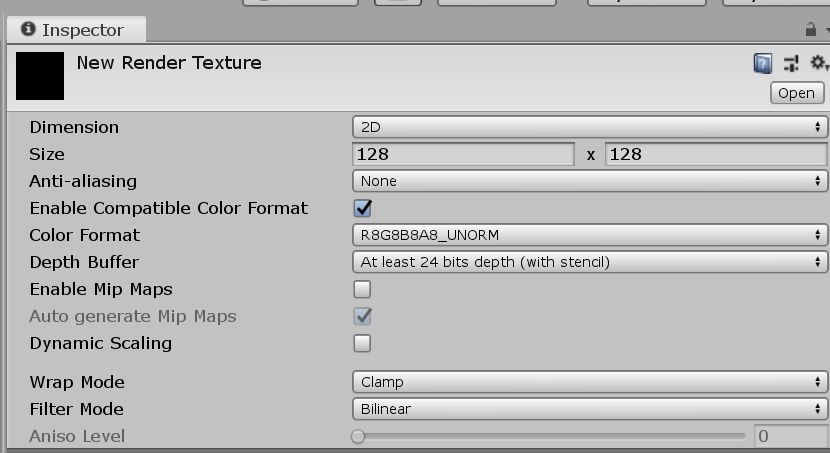 Inspector
New Render Texture
Open
Dimension 2D
Size 128 x 128
Anti-aliasing None
Enable Compatible Color Format
Color Format R8G8B8A8_UNORM
Depth Buffer At least 24 bits depth (with stencil)
Enable Mip Maps
Auto generate Mip Maps
Dynamic Scaling
Wrap Mode Clamp
Filter Mode Bilinear
Aniso Level 0